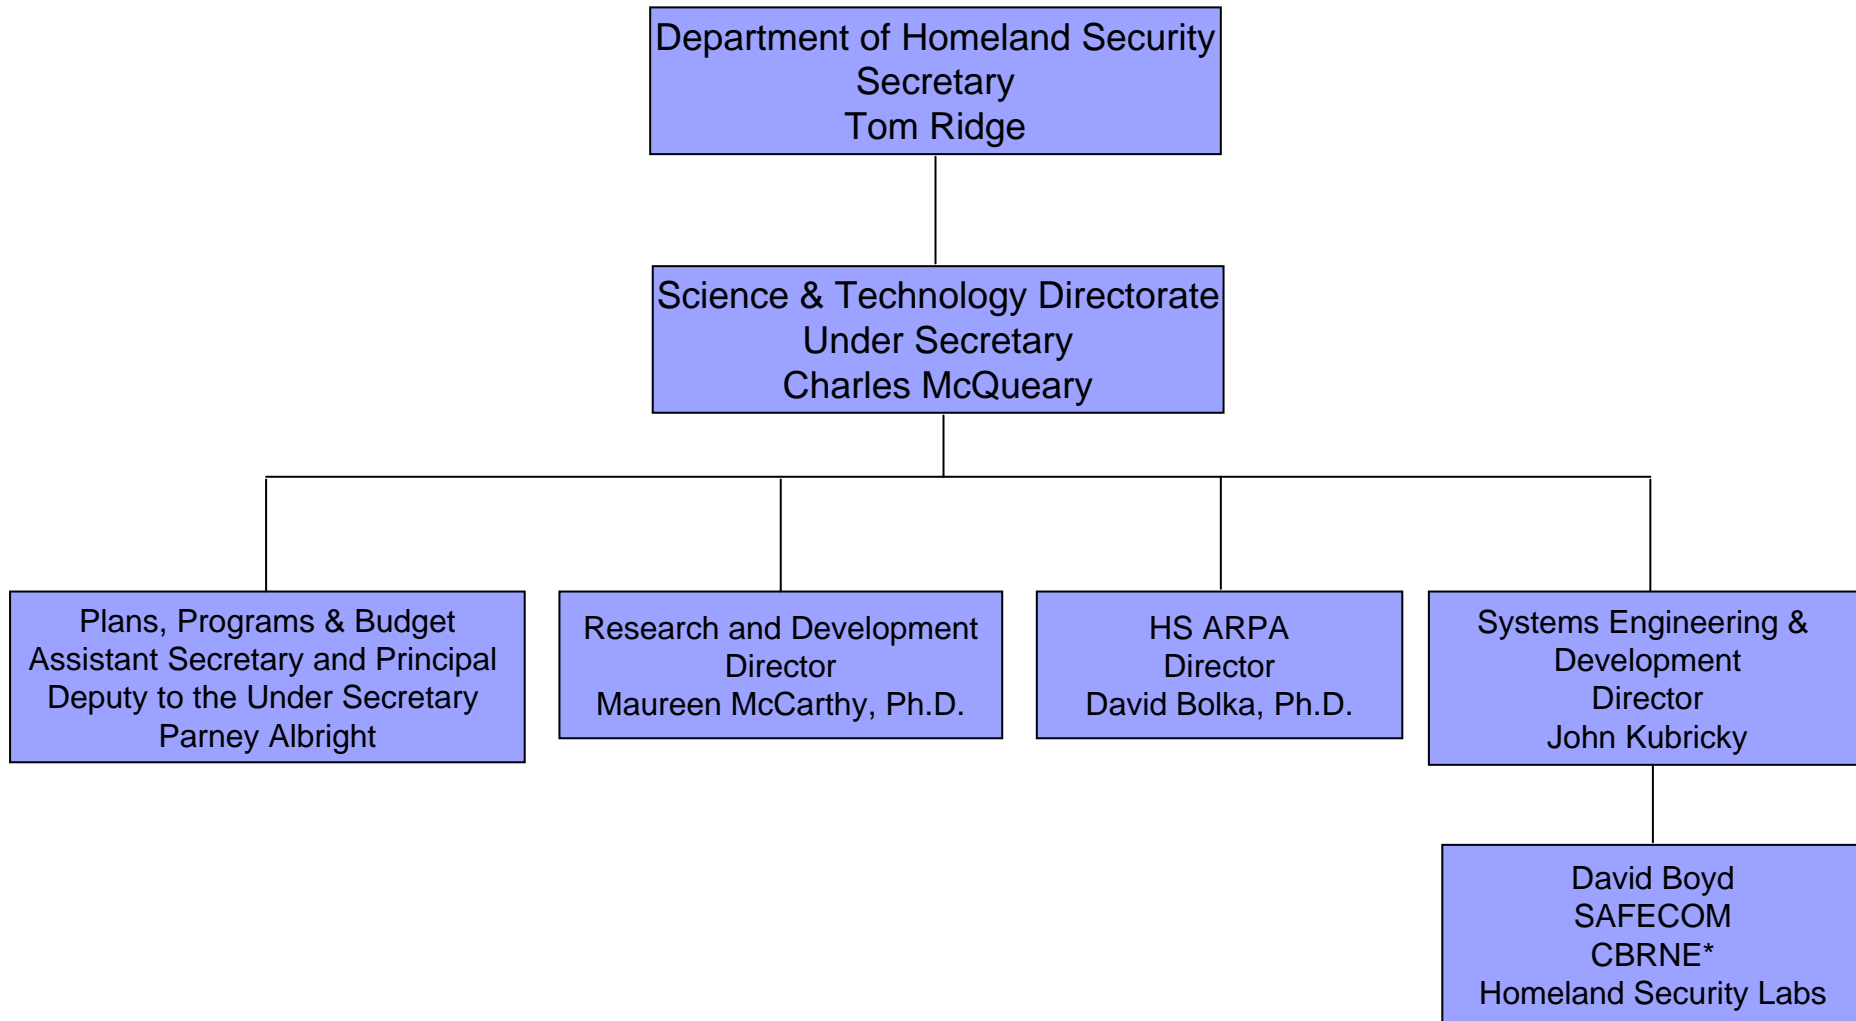 Department of Homeland Security
Secretary
Tom Ridge
Science & Technology Directorate
Under Secretary
Charles McQueary
Plans, Programs & Budget
Assistant Secretary and Principal
Deputy to the Under Secretary
Parney Albright
Research and Development
Director
Maureen McCarthy, Ph.D.
HS ARPA
Director
David Bolka, Ph.D.
Systems Engineering &
Development
Director
John Kubricky
David Boyd
SAFECOM
CBRNE*
Homeland Security Labs